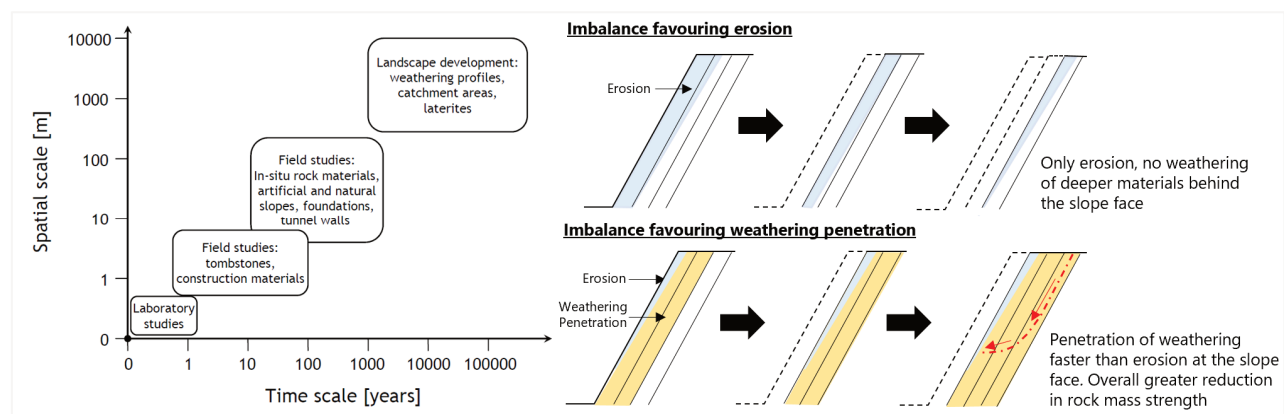 Spatial scale [m]
10000
1000
100
10
1
0
0
1
10
100
1000
10000
100000
Time scale [years]
Landscape development:
weathering profiles,
catchment areas,
laterites
Field studies:
In-situ rock materials,
artificial and natural
slopes, foundations,
tunnel walls
Field studies:
tombstones,
construction materials
Laboratory
studies
Imbalance favouring erosion
Erosion
Only erosion, no weathering
of deeper materials behind
the slope face
Imbalance favouring weathering penetration
Erosion
Weathering
Penetration
Penetration of weathering
faster than erosion at the slope
face. Overall greater reduction
in rock mass strength